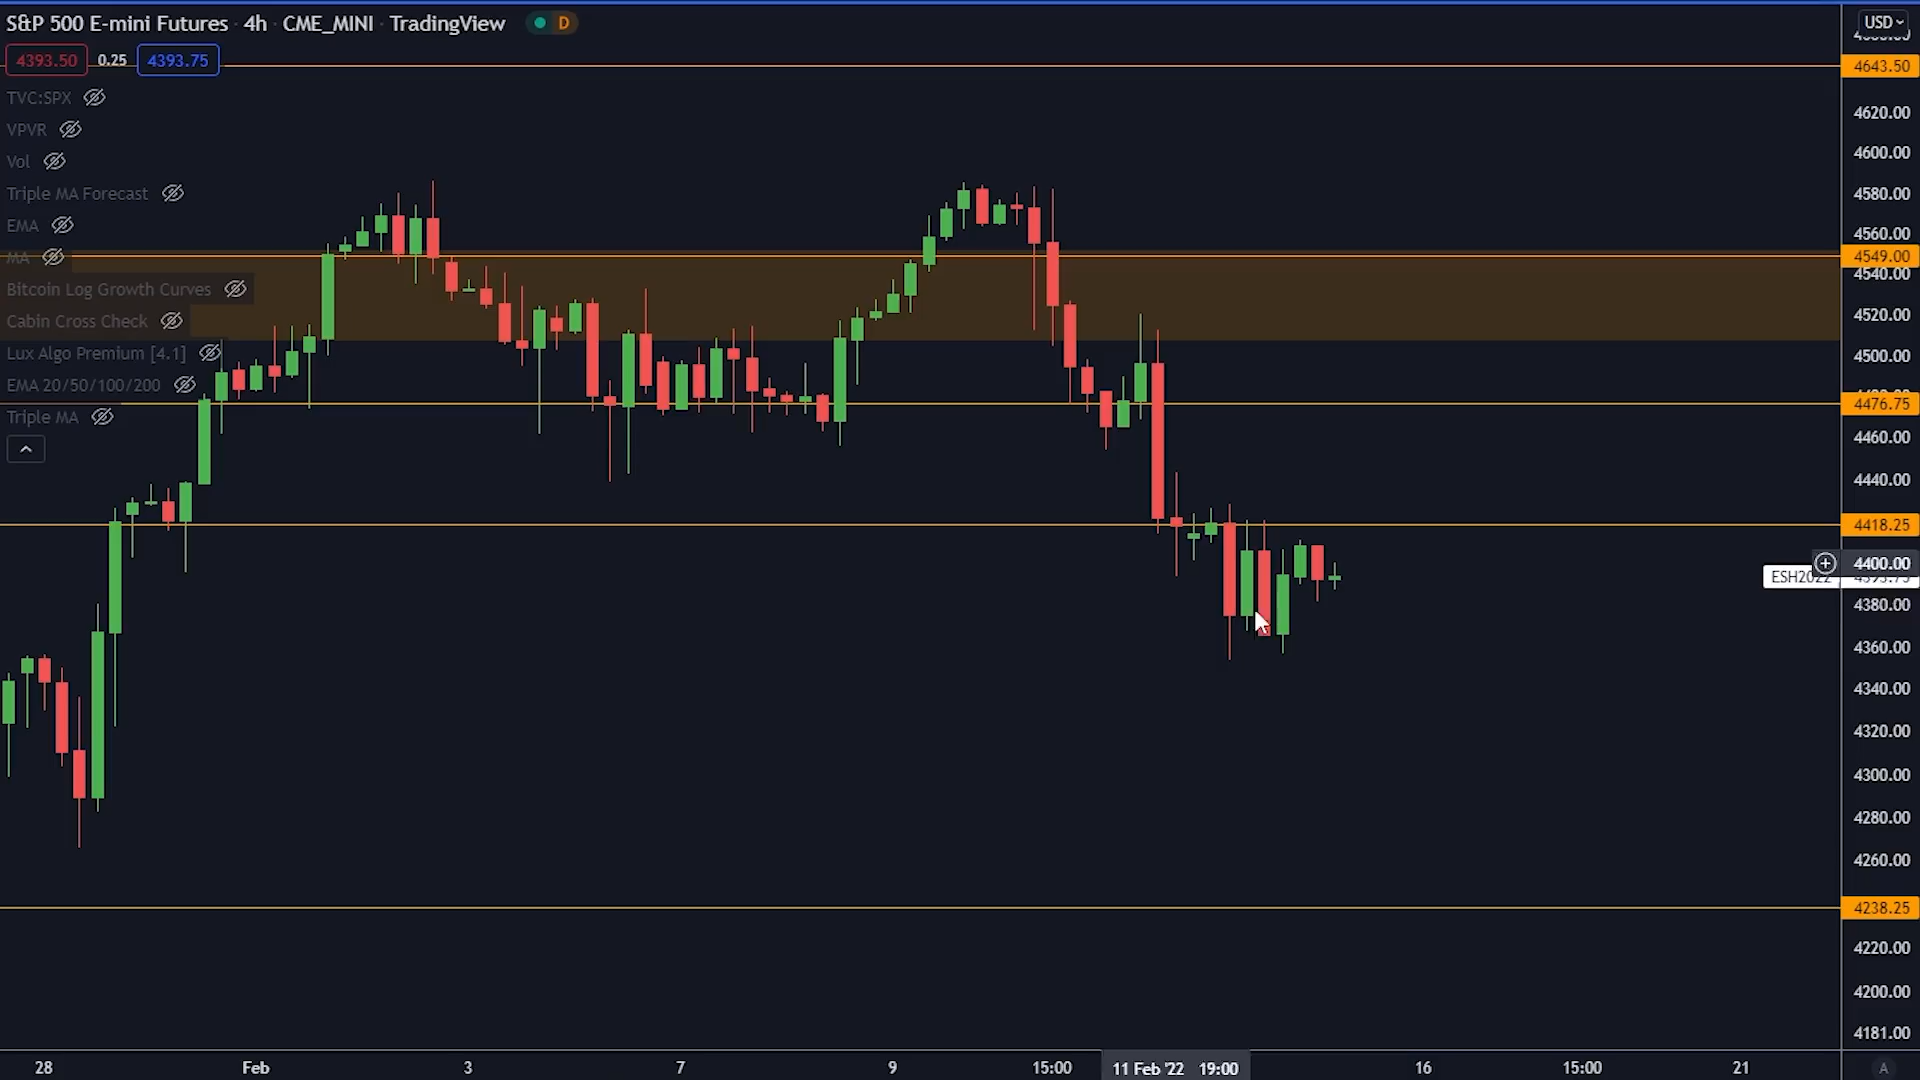 S&P 500 E-mini Futures · 4h · CME_MINI · TradingView D
4393.50 0.25 4393.75
TVC:SPX
VPVR
Vol
Triple MA Forecast
EMA
MA
Bitcoin Log Growth Curves
Cabin Cross Check
Lux Algo Premium [4.1]
EMA 20/50/100/200
Triple MA
USD
4643.50
4620.00
4600.00
4580.00
4560.00
4549.00
4540.00
4520.00
4500.00
4476.75
4460.00
4440.00
4418.25
4400.00
ESH2022 4393.75
4380.00
4360.00
4340.00
4320.00
4300.00
4280.00
4260.00
4238.25
4220.00
4200.00
4181.00
28 Feb 3 7 9 15:00 11 Feb '22 19:00 16 15:00 21 A